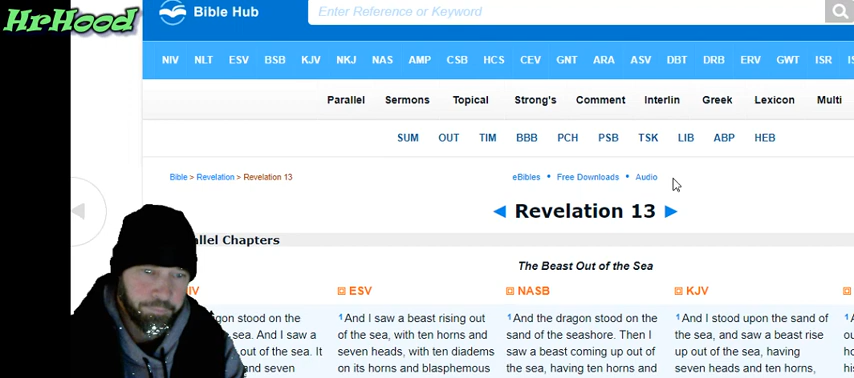 HrHood
Bible Hub
Enter Reference or Keyword
NIV NLT ESV BSB KJV NKJ NAS AMP CSB HCS CEV GNT ARA ASV DBT DRB ERV GWT ISR
Parallel Sermons Topical Strong's Comment Interlin Greek Lexicon Multi
SUM OUT TIM BBB PCH PSB TSK LIB ABP HEB
Bible > Revelation > Revelation 13
eBibles • Free Downloads • Audio
◄ Revelation 13 ►
allel Chapters
The Beast Out of the Sea
IV
agon stood on the
sea. And I saw a
out of the sea. It
and seven
ESV
1And I saw a beast rising out
of the sea, with ten horns and
seven heads, with ten diadems
on its horns and blasphemous
NASB
1And the dragon stood on the
sand of the seashore. Then I
saw a beast coming up out of
the sea, having ten horns and
KJV
1And I stood upon the sand of
the sea, and saw a beast rise
up out of the sea, having
seven heads and ten horns,